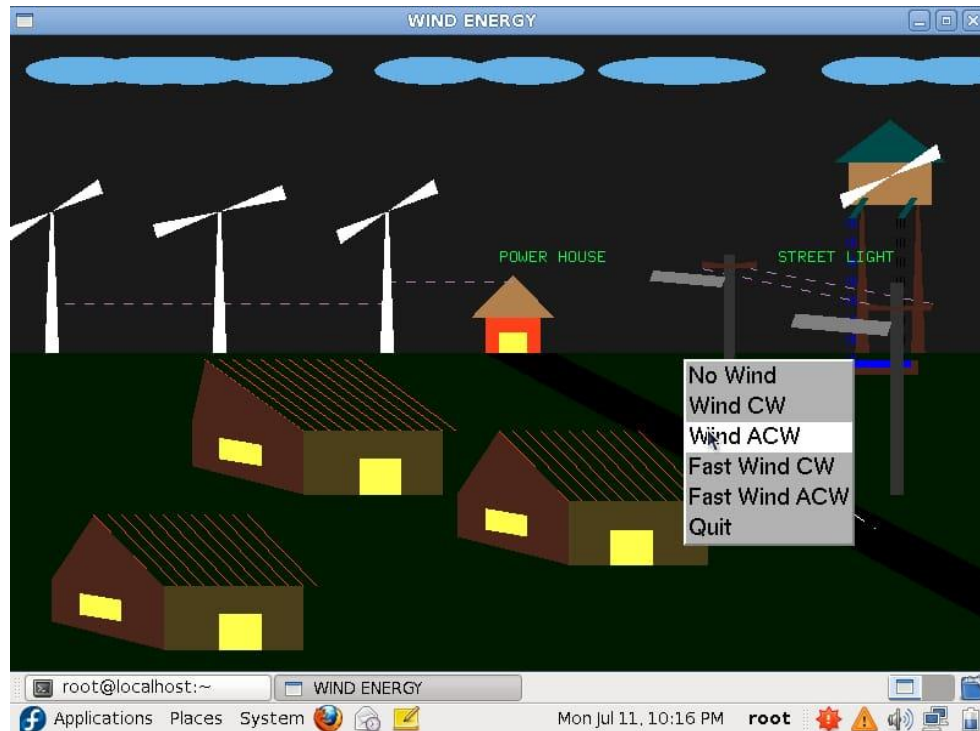 WIND ENERGY
POWER HOUSE
STREET LIGHT
No Wind
Wind CW
Wind ACW
Fast Wind CW
Fast Wind ACW
Quit
root@localhost:~
WIND ENERGY
Applications Places System Mon Jul 11, 10:16 PM root